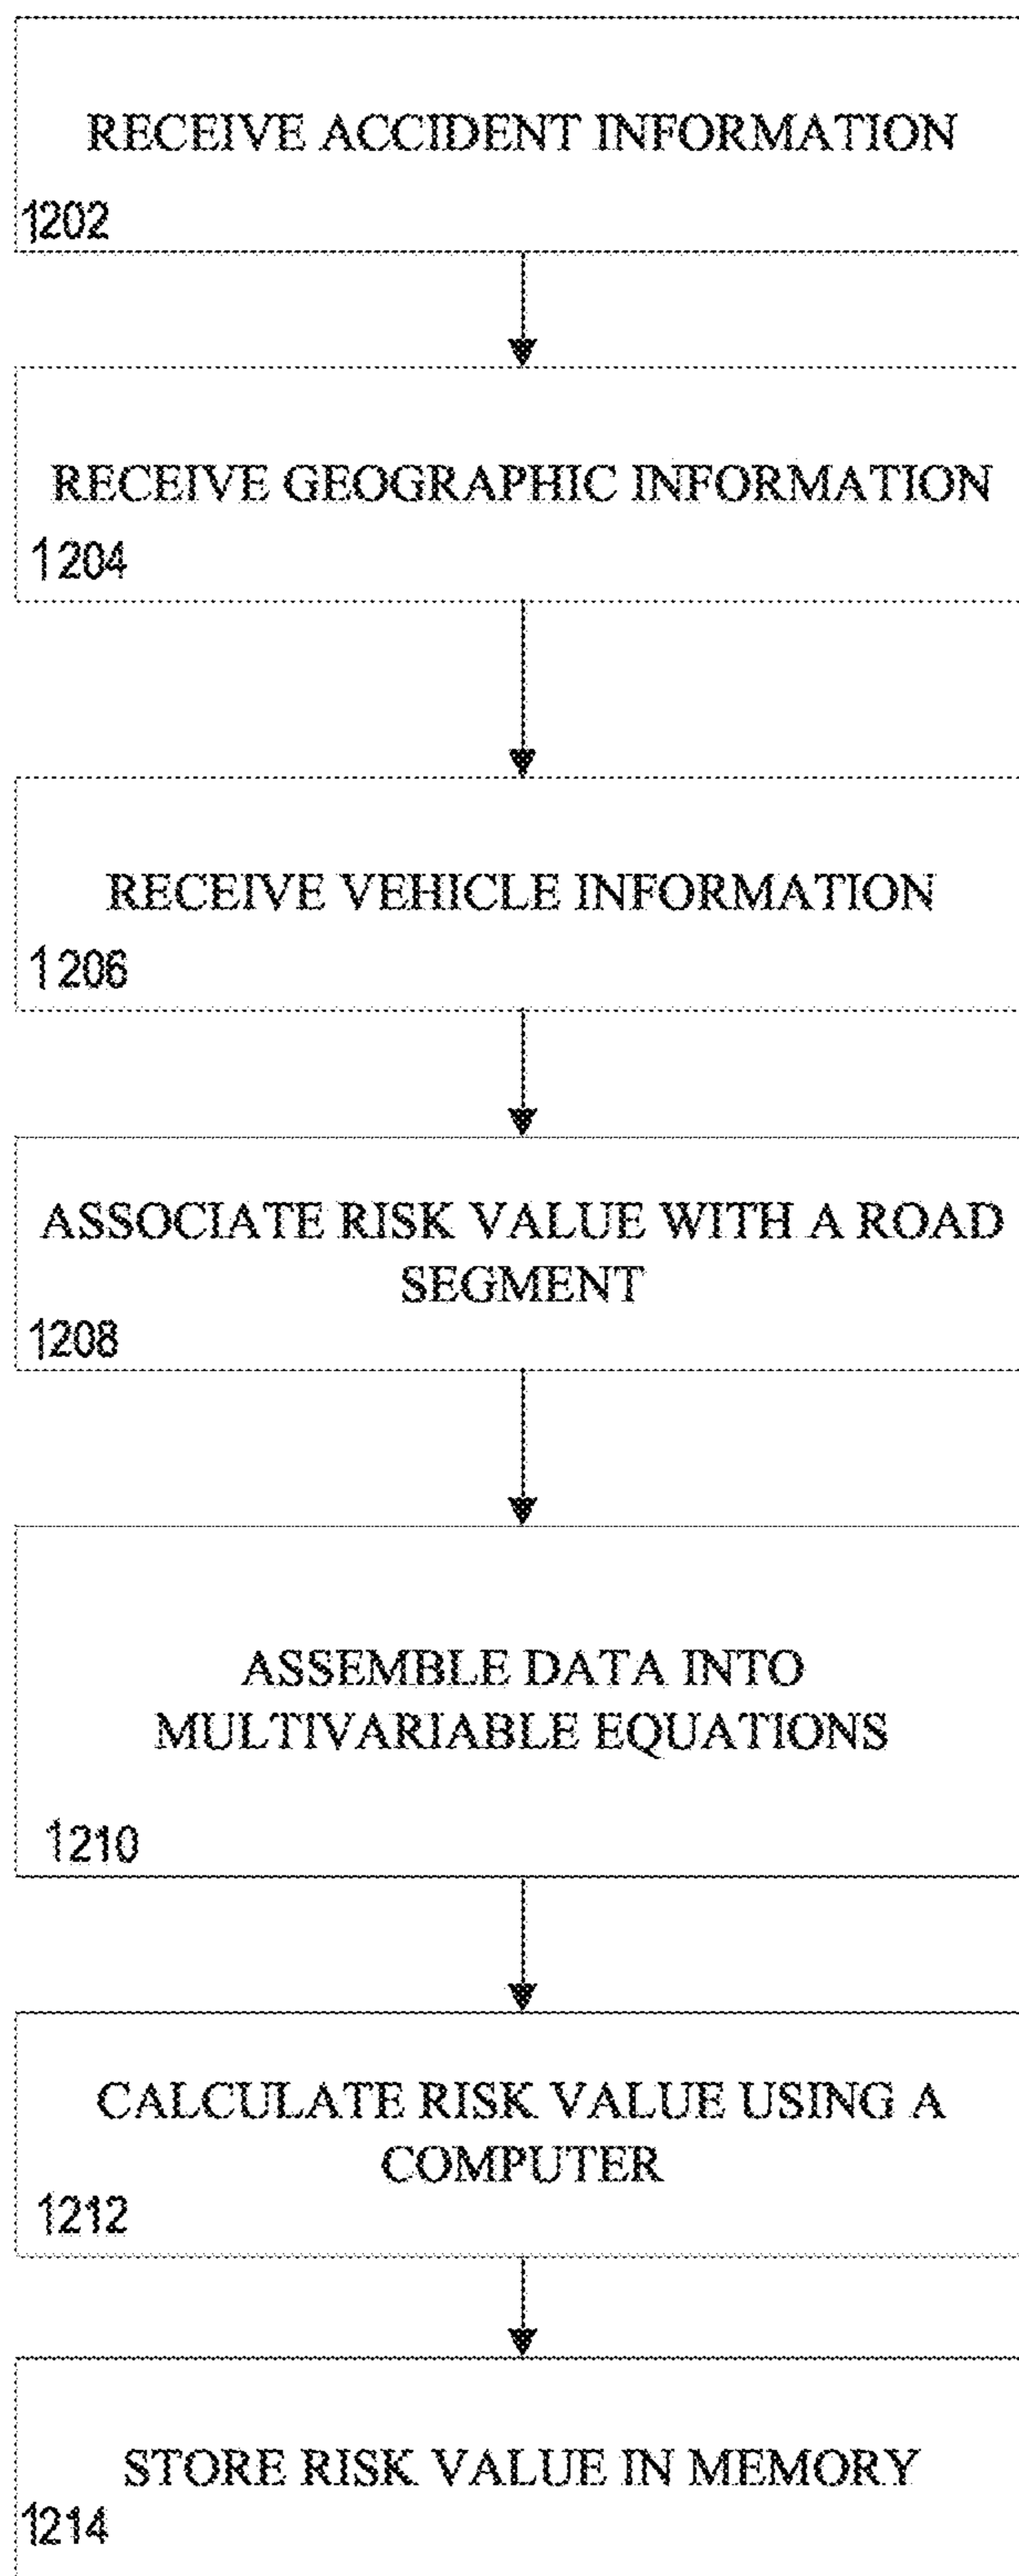 RECEIVE ACCIDENT INFORMATION
1202
RECEIVE GEOGRAPHIC INFORMATION
1204
RECEIVE VEHICLE INFORMATION
1206
ASSOCIATE RISK VALUE WITH A ROAD
SEGMENT
1208
ASSEMBLE DATA INTO
MULTIVARIABLE EQUATIONS
1210
CALCULATE RISK VALUE USING A
COMPUTER
1212
STORE RISK VALUE IN MEMORY
1214